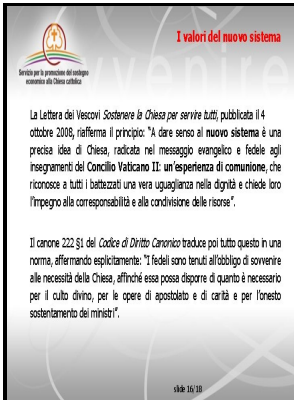 I valori del nuovo sistema
Servizio per la promozione del sostegno
economico alla Chiesa cattolica
La Lettera dei Vescovi Sostenere la Chiesa per servire tutti, pubblicata il 4
ottobre 2008, riafferma il principio: “A dare senso al nuovo sistema è una
precisa idea di Chiesa, radicata nel messaggio evangelico e fedele agli
insegnamenti del Concilio Vaticano II: un’esperienza di comunione, che
riconosce a tutti i battezzati una vera uguaglianza nella dignità e chiede loro
l’impegno alla corresponsabilità e alla condivisione delle risorse”.
Il canone 222 §1 del Codice di Diritto Canonico traduce poi tutto questo in una
norma, affermando esplicitamente: “I fedeli sono tenuti all’obbligo di sovvenire
alle necessità della Chiesa, affinché essa possa disporre di quanto è necessario
per il culto divino, per le opere di apostolato e di carità e per l’onesto
sostentamento dei ministri”.
slide 16/18